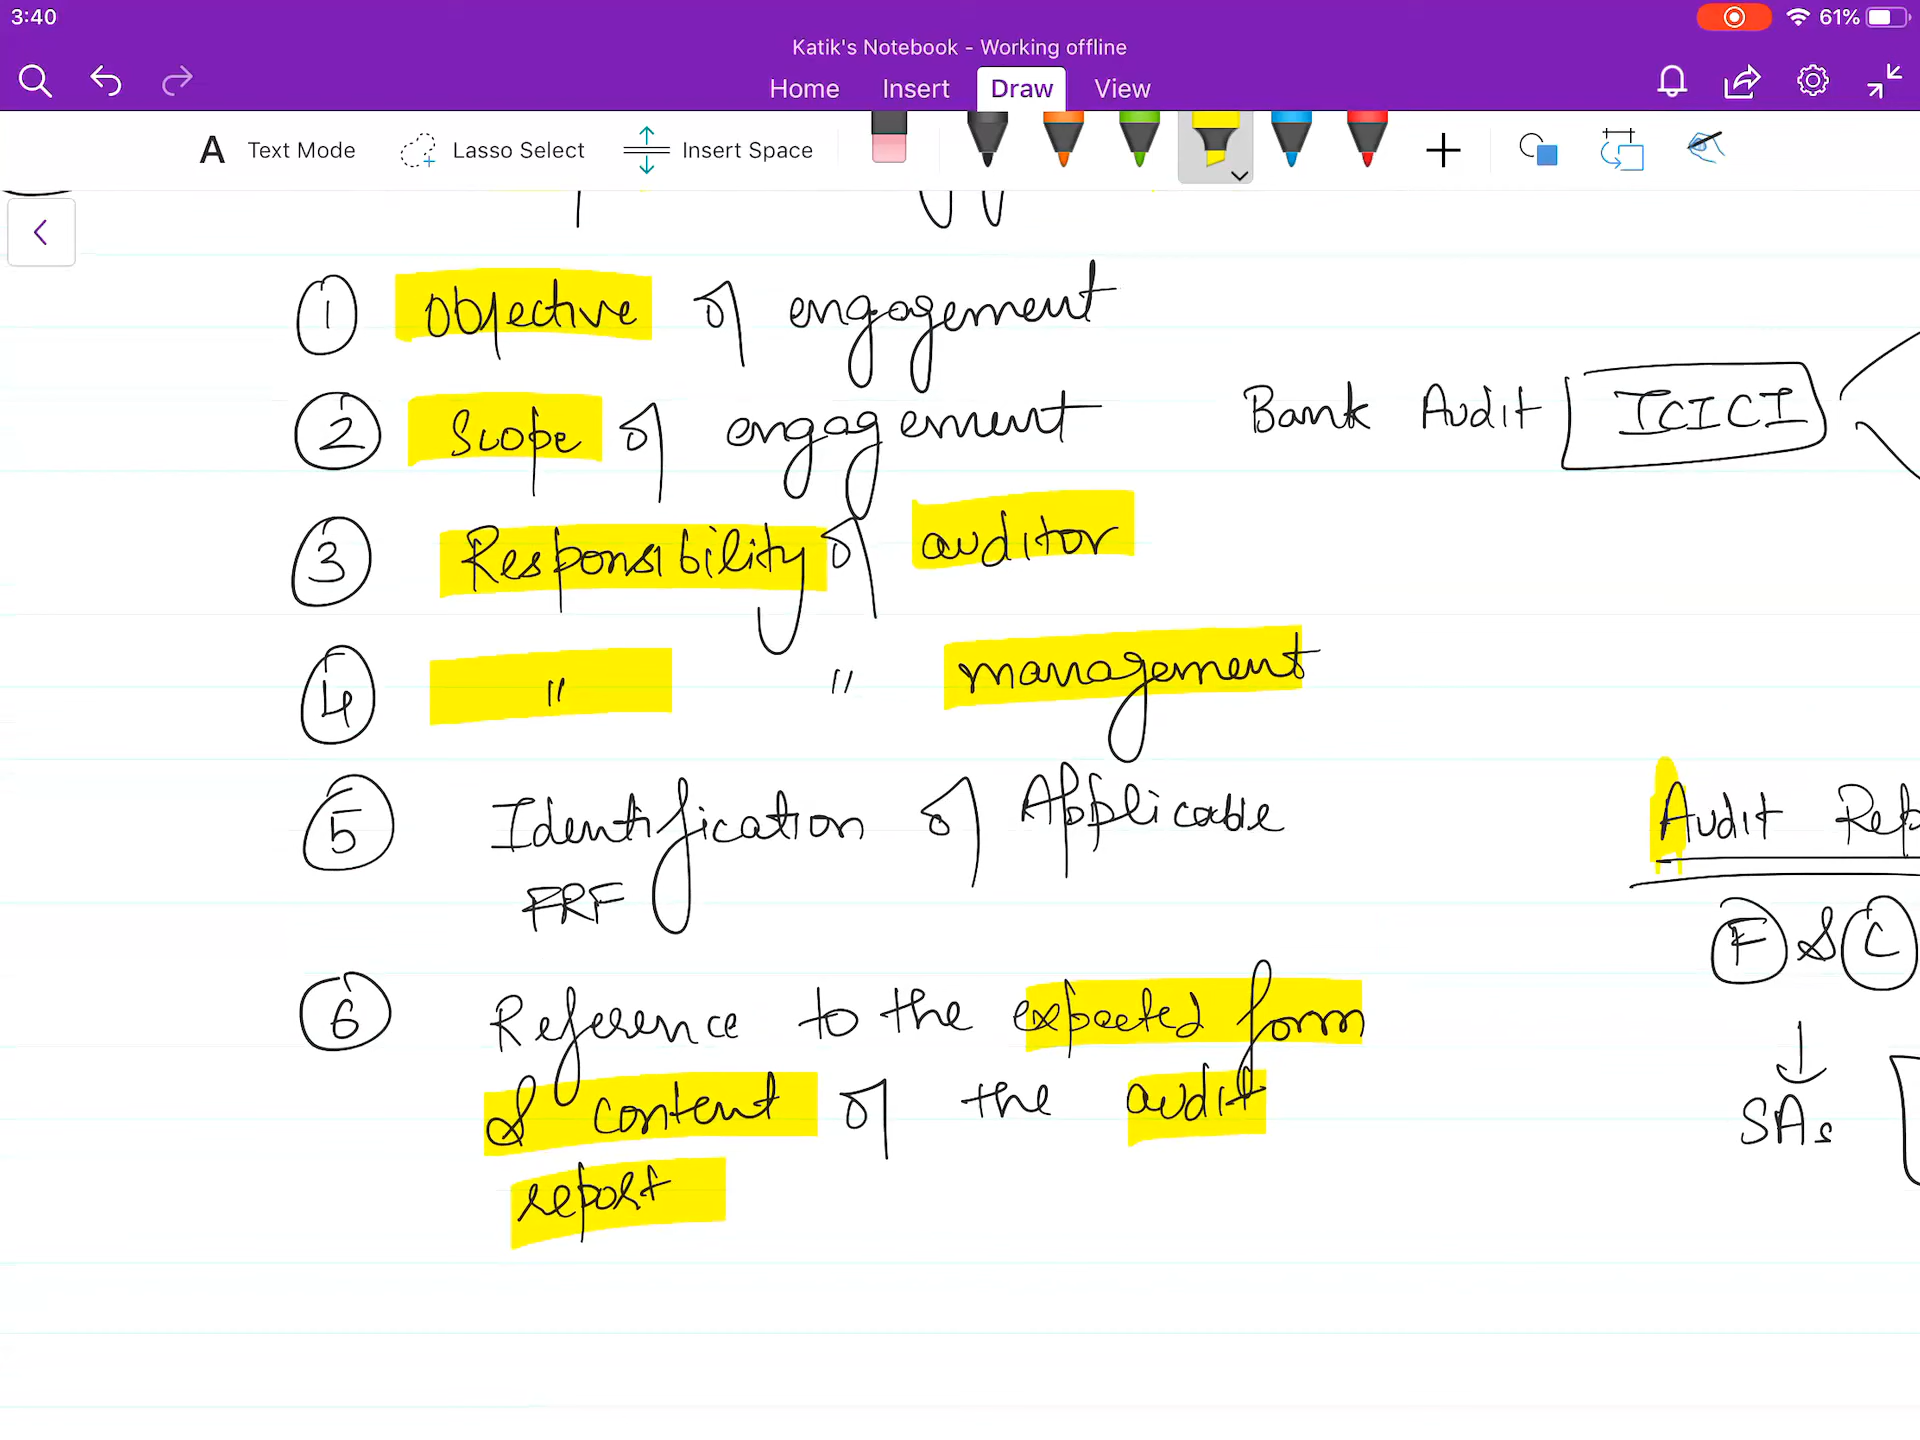 3:40
61%
Katik's Notebook - Working offline
Home Insert Draw View
A Text Mode Lasso Select Insert Space
① Objective of engagement
② Scope of engagement
Bank Audit ICICI
③ Responsibility of auditor
④ " " management
⑤ Identification of Applicable
FRF
Audit Rep
F & C
⑥ Reference to the expected form
& content of the audit
report
SAs